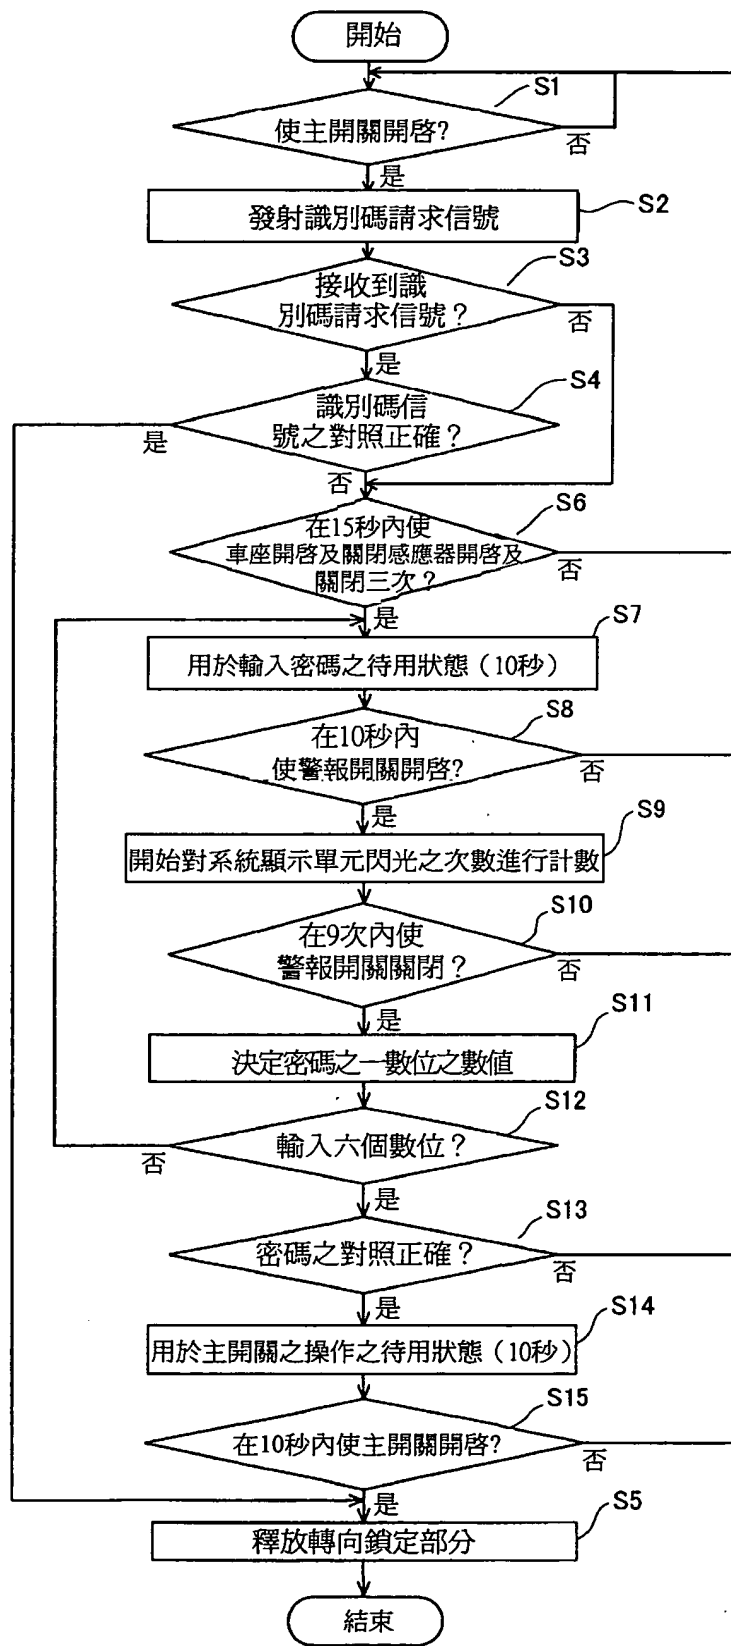 開始
S1
使主開關開啓?
否
是
發射識別碼請求信號
S2
S3
接收到識
別碼請求信號？
否
是
S4
識別碼信
號之對照正確？
是
否
S6
在15秒內使
車座開啓及關閉感應器開啓及
關閉三次？
否
是
S7
用於輸入密碼之待用狀態（10秒）
S8
在10秒內
使警報開關開啓?
否
是
S9
開始對系統顯示單元閃光之次數進行計數
S10
在9次內使
警報開關關閉？
否
是
S11
決定密碼之一數位之數值
S12
輸入六個數位？
否
是
S13
密碼之對照正確？
否
是
S14
用於主開關之操作之待用狀態（10秒）
S15
在10秒內使主開關開啓?
否
是
S5
釋放轉向鎖定部分
結束